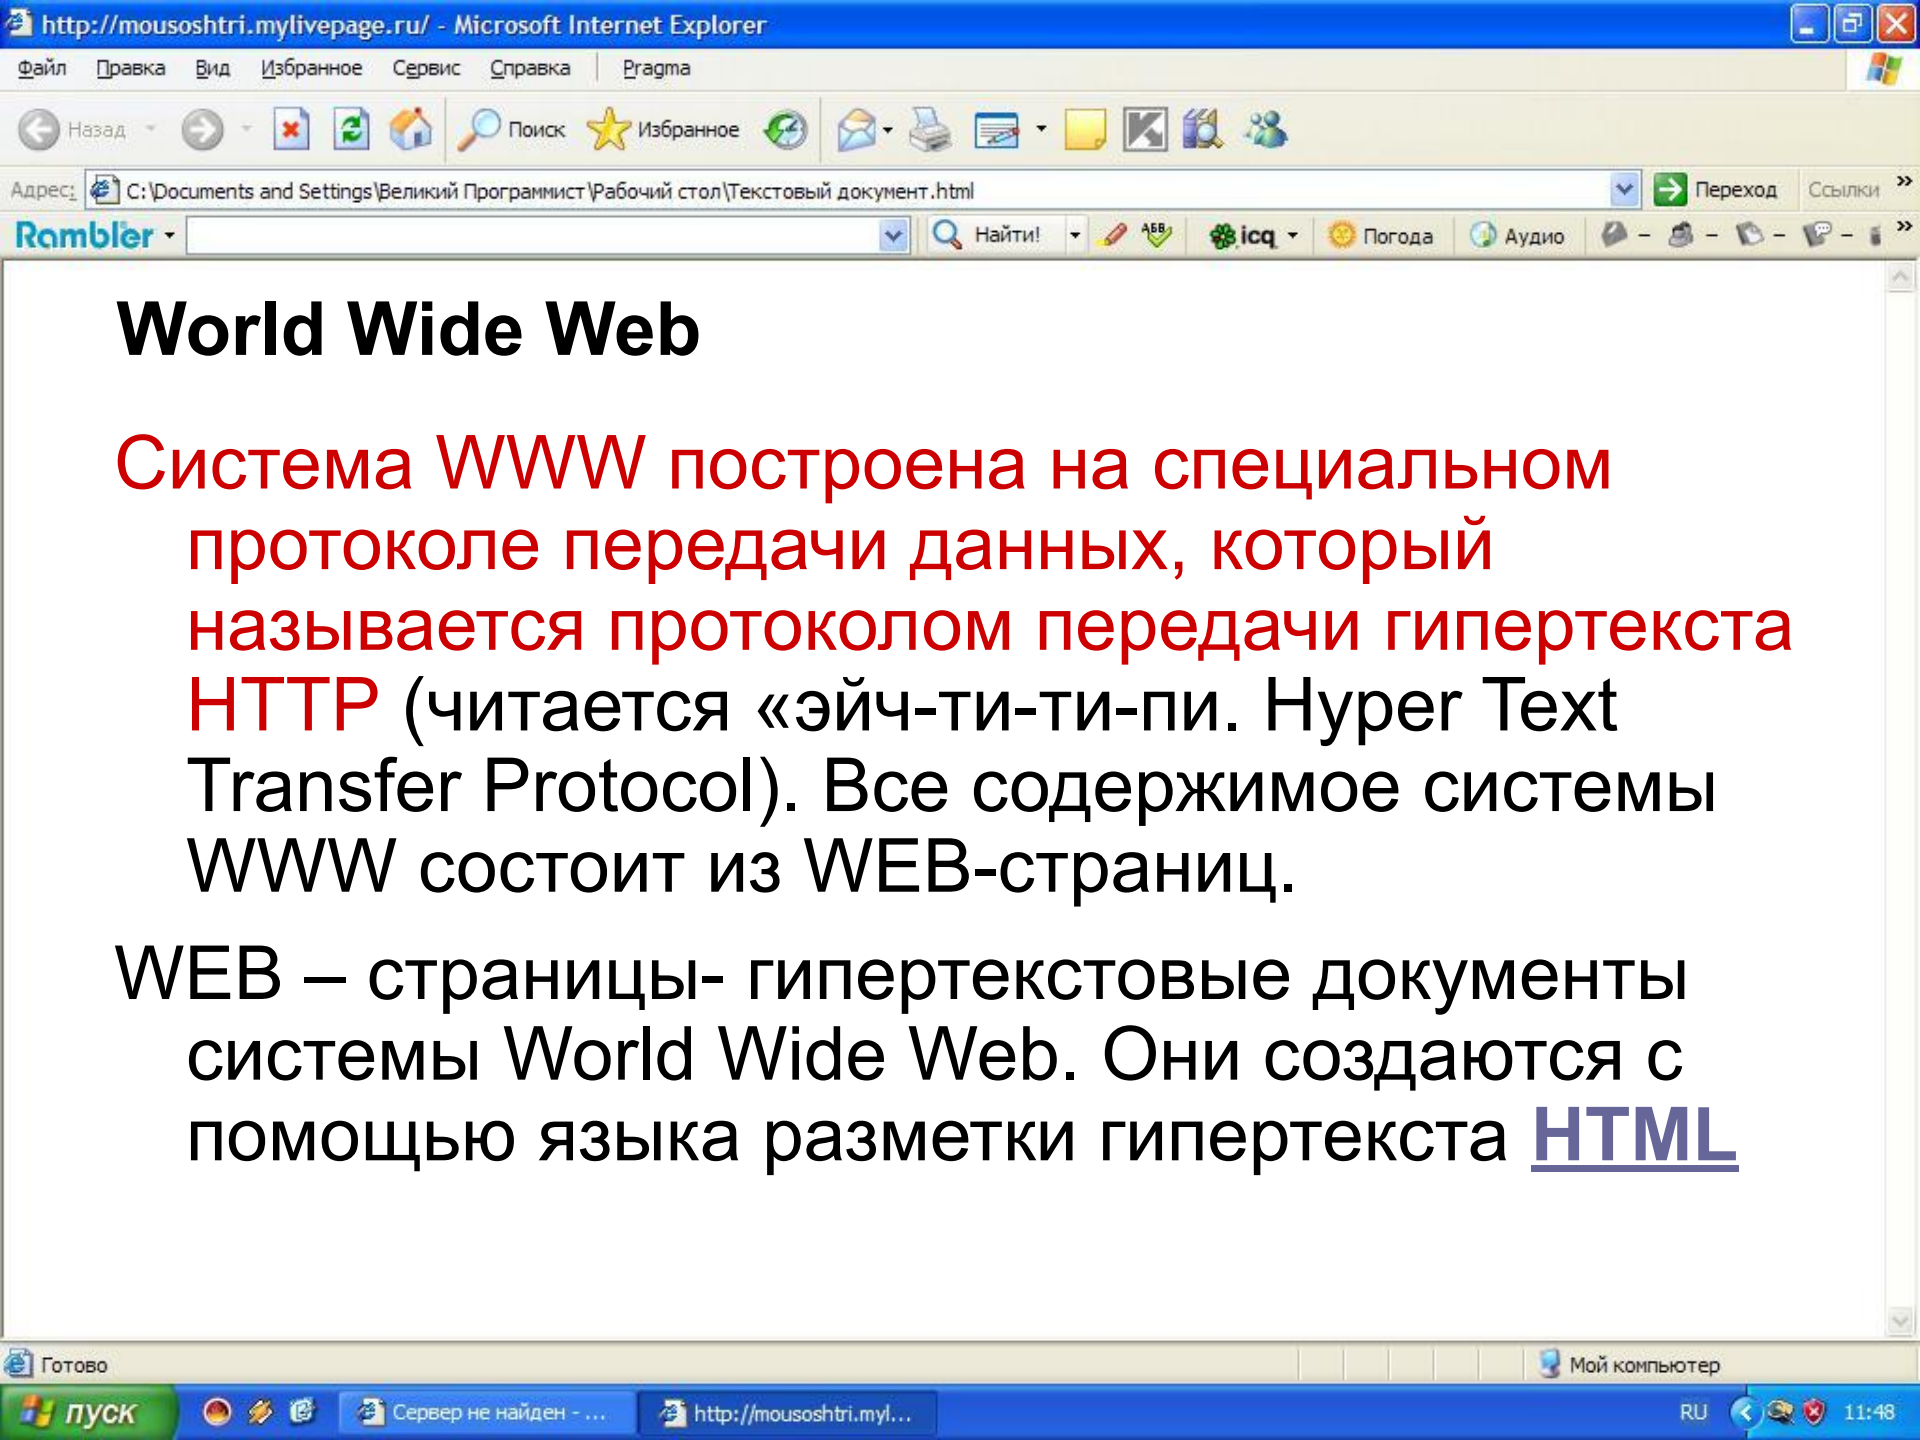 http://mousoshtri.mylivepage.ru/ - Microsoft Internet Explorer
Файл Правка Вид Избранное Сервис Справка Pragma
Назад Поиск Избранное
Адрес: C:\Documents and Settings\Великий Программист\Рабочий стол\Текстовый документ.html Переход Ссылки »
Rambler Найти! АБВ icq Погода Аудио »
World Wide Web
Система WWW построена на специальном
протоколе передачи данных, который
называется протоколом передачи гипертекста
HTTP (читается «эйч-ти-ти-пи. Hyper Text
Transfer Protocol). Все содержимое системы
WWW состоит из WEB-страниц.
WEB – страницы- гипертекстовые документы
системы World Wide Web. Они создаются с
помощью языка разметки гипертекста HTML
Готово Мой компьютер
пуск Сервер не найден - ... http://mousoshtri.myl... RU 11:48